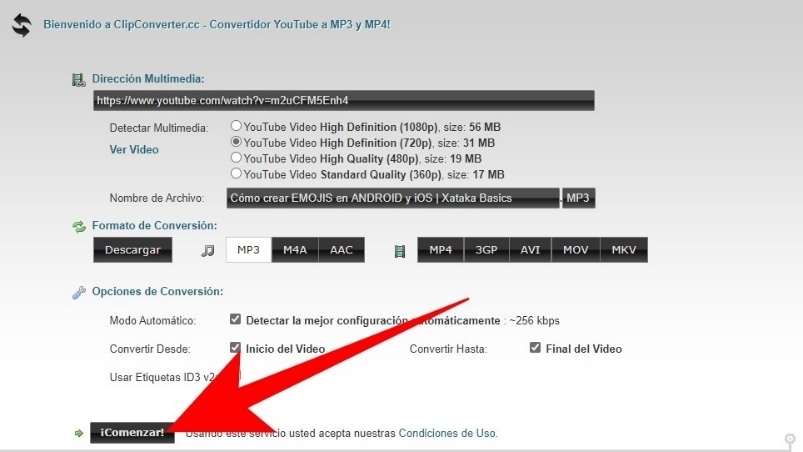 Bienvenido a ClipConverter.cc - Convertidor YouTube a MP3 y MP4!
Dirección Multimedia:
https://www.youtube.com/watch?v=m2uCFM5Enh4
Detectar Multimedia: YouTube Video High Definition (1080p), size: 56 MB
YouTube Video High Definition (720p), size: 31 MB
Ver Video
YouTube Video High Quality (480p), size: 19 MB
YouTube Video Standard Quality (360p), size: 17 MB
Nombre de Archivo: Cómo crear EMOJIS en ANDROID y iOS | Xataka Basics . MP3
Formato de Conversión:
Descargar MP3 M4A AAC MP4 3GP AVI MOV MKV
Opciones de Conversión:
Modo Automático: Detectar la mejor configuración automáticamente : ~256 kbps
Convertir Desde: Inicio del Video Convertir Hasta: Final del Video
Usar Etiquetas ID3 v2
¡Comenzar! Usando este servicio usted acepta nuestras Condiciones de Uso.